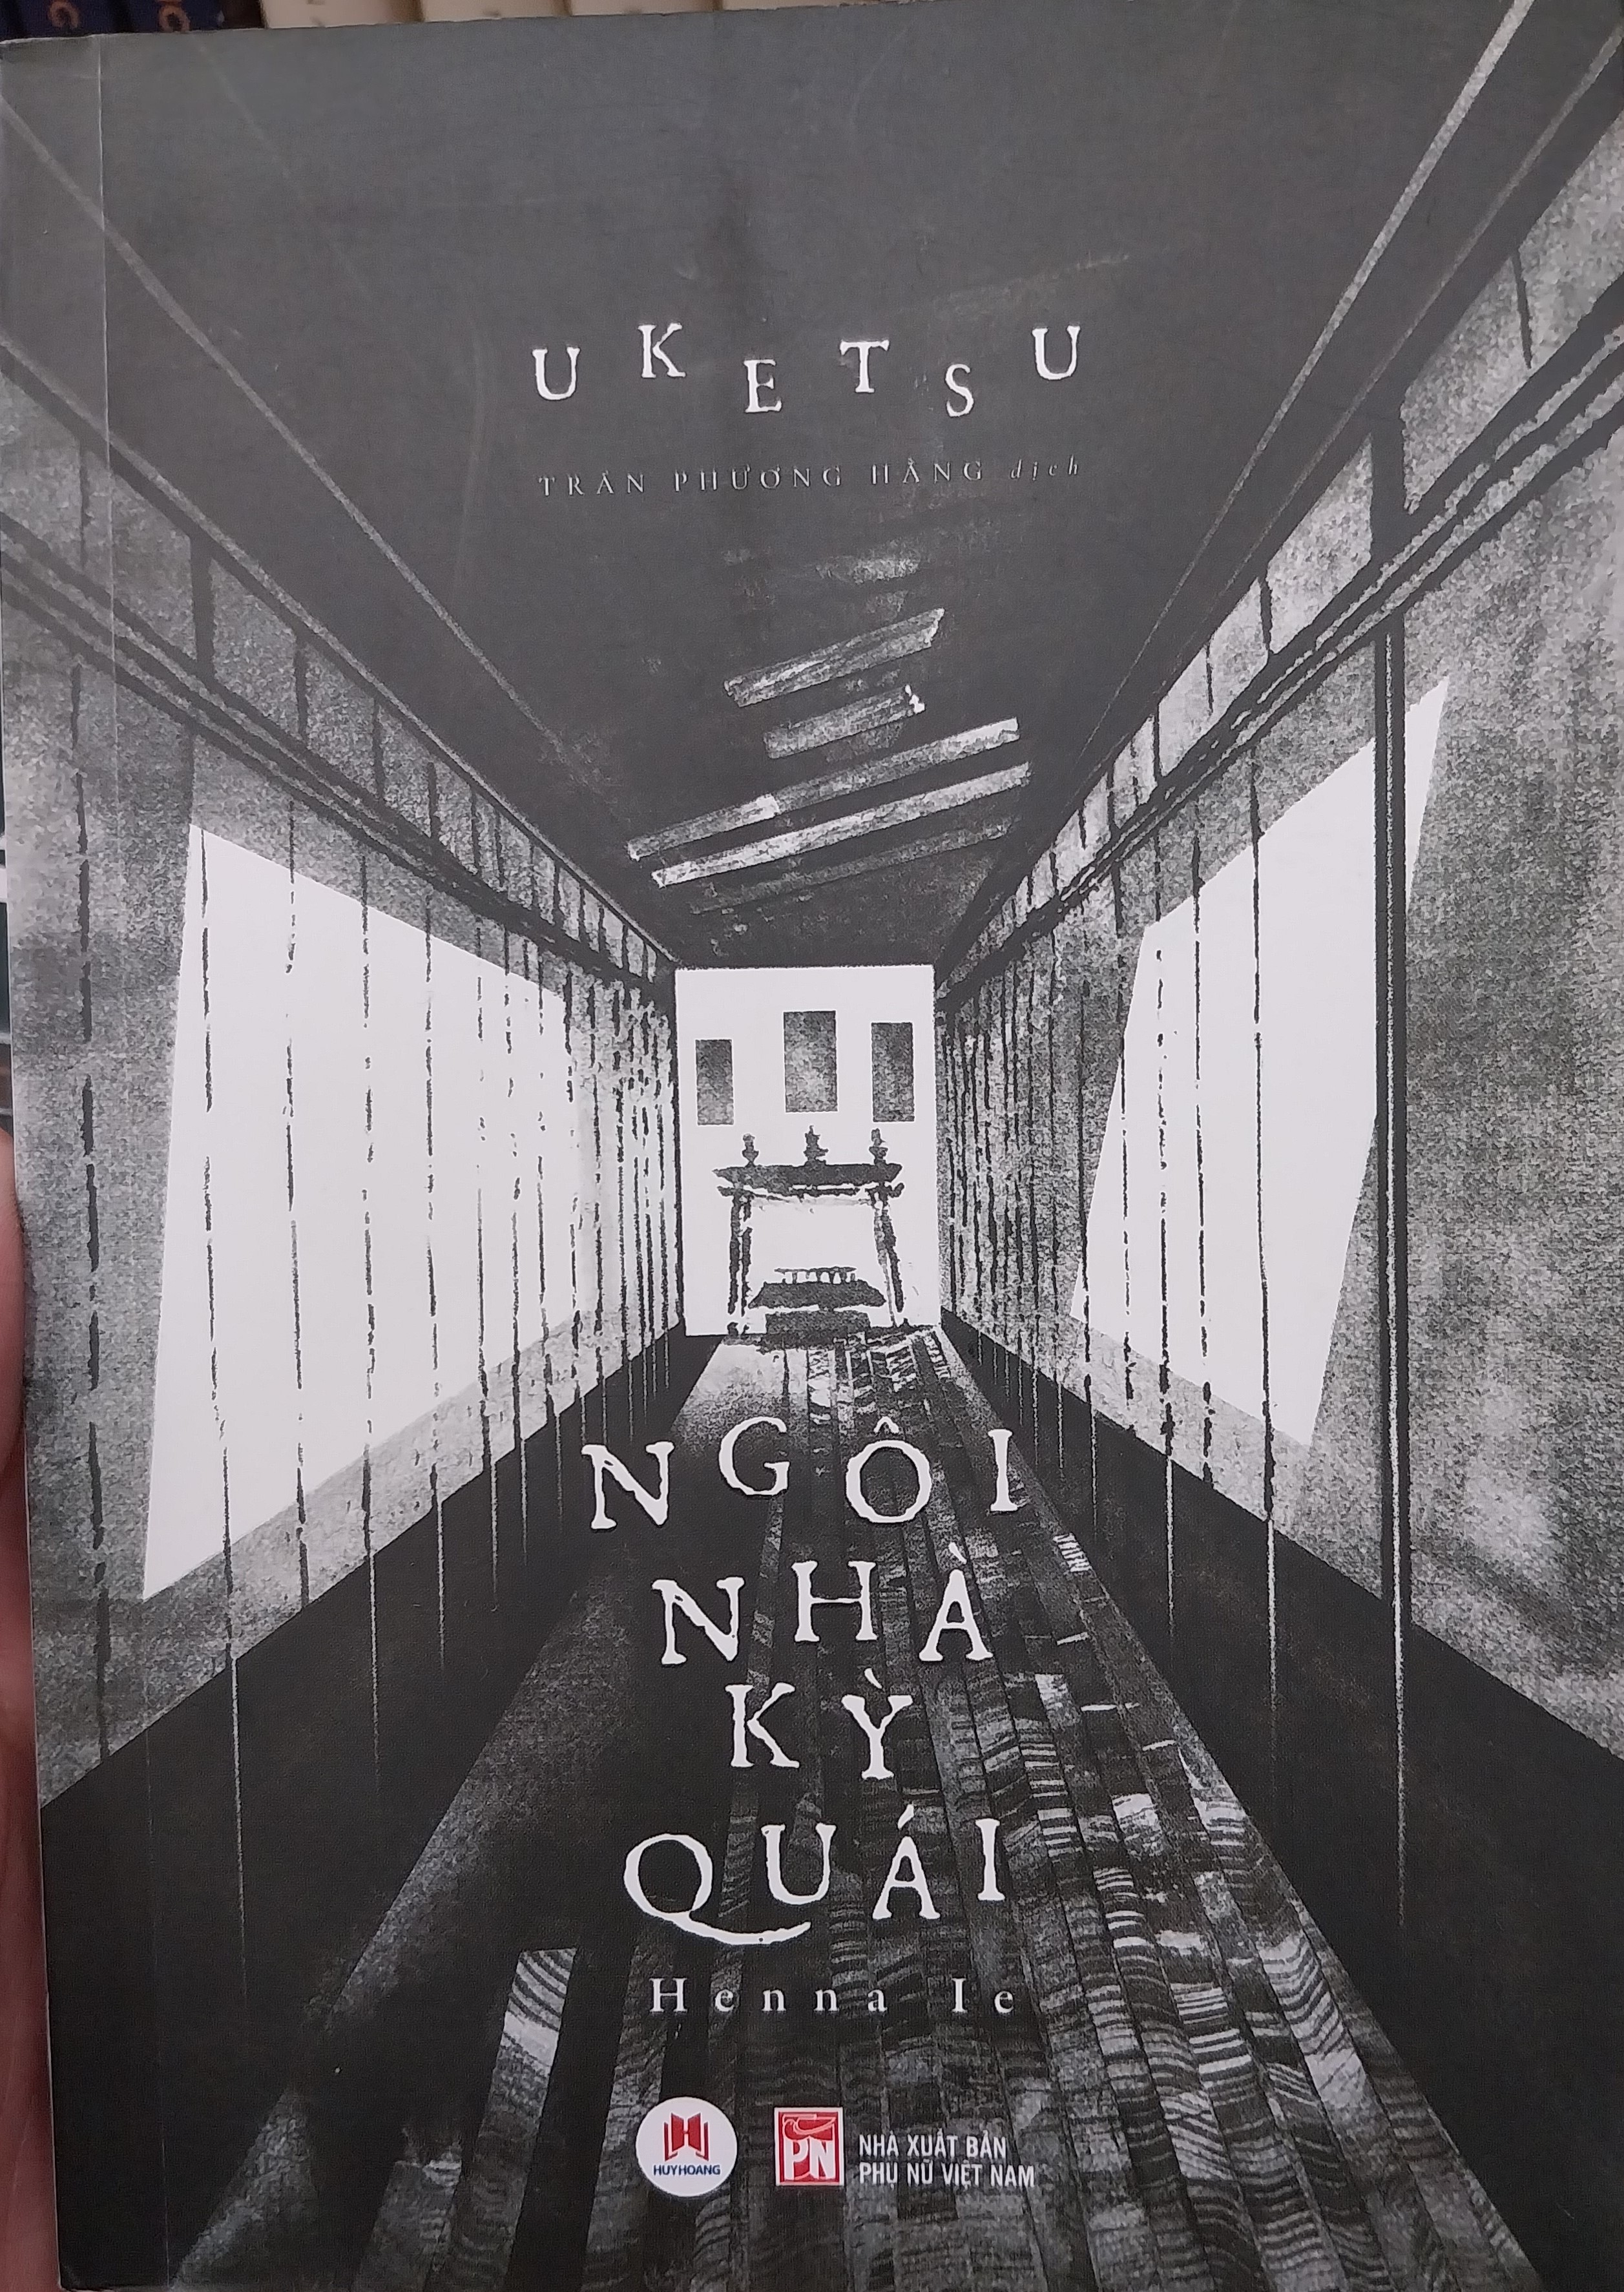 UKETSU
TRẦN PHƯƠNG HẰNG dịch
NGÔI
NHÀ
KỲ
QUÁI
Henna Ie
HUYHOANG
PN
NHÀ XUẤT BẢN
PHỤ NỮ VIỆT NAM